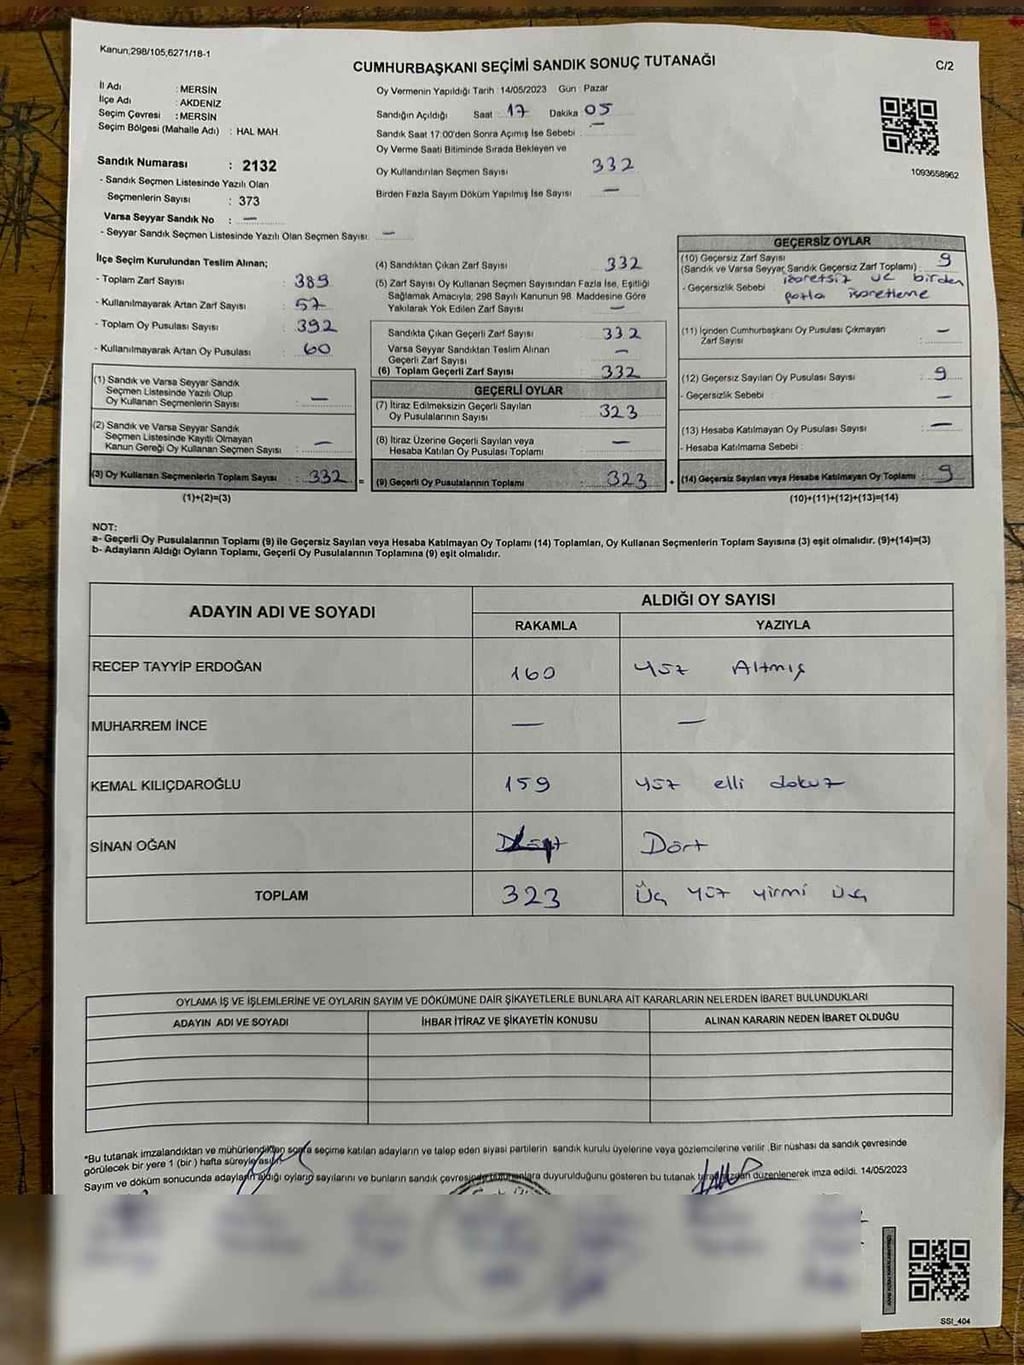 Kanun,298/105,6271/18-1
CUMHURBAŞKANI SEÇİMİ SANDIK SONUÇ TUTANAĞI
C/2
İl Adı : MERSİN
İlçe Adı : AKDENİZ
Seçim Çevresi : MERSİN
Seçim Bölgesi (Mahalle Adı) : HAL MAH.
Oy Vermenin Yapıldığı Tarih : 14/05/2023 Gün : Pazar
Sandığın Açıldığı Saat 17 Dakika 05
Sandık Saat 17:00'den Sonra Açımış İse Sebebi : —
Oy Verme Saati Bitiminde Sırada Bekleyen ve
Oy Kullandırılan Seçmen Sayısı 332
Birden Fazla Sayım Döküm Yapılmış İse Sayısı —
1093658962
Sandık Numarası : 2132
- Sandık Seçmen Listesinde Yazılı Olan
Seçmenlerin Sayısı : 373
Varsa Seyyar Sandık No : —
- Seyyar Sandık Seçmen Listesinde Yazılı Olan Seçmen Sayısı: —
İlçe Seçim Kurulundan Teslim Alınan;
- Toplam Zarf Sayısı : 389
- Kullanılmayarak Artan Zarf Sayısı : 57
- Toplam Oy Pusulası Sayısı : 392
- Kullanılmayarak Artan Oy Pusulası : 60
(1) Sandık ve Varsa Seyyar Sandık
Seçmen Listesinde Yazılı Olup
Oy Kullanan Seçmenlerin Sayısı : —
(2) Sandık ve Varsa Seyyar Sandık
Seçmen Listesinde Kayıtlı Olmayan
Kanun Gereği Oy Kullanan Seçmen Sayısı : —
(3) Oy Kullanan Seçmenlerin Toplam Sayısı : 332 =
(1)+(2)=(3)
(4) Sandıktan Çıkan Zarf Sayısı 332
(5) Zarf Sayısı Oy Kullanan Seçmen Sayısından Fazla İse, Eşitliği
Sağlamak Amacıyla; 298 Sayılı Kanunun 98. Maddesine Göre
Yakılarak Yok Edilen Zarf Sayısı : —
Sandıkta Çıkan Geçerli Zarf Sayısı : 332
Varsa Seyyar Sandıktan Teslim Alınan
Geçerli Zarf Sayısı : —
(6) Toplam Geçerli Zarf Sayısı : 332
GEÇERLİ OYLAR
(7) İtiraz Edilmeksizin Geçerli Sayılan
Oy Pusulalarının Sayısı : 323
(8) İtiraz Üzerine Geçerli Sayılan veya
Hesaba Katılan Oy Pusulası Toplamı : —
(9) Geçerli Oy Pusulalarının Toplamı : 323 +
GEÇERSİZ OYLAR
(10) Geçersiz Zarf Sayısı 9
(Sandık ve Varsa Seyyar Sandık Geçersiz Zarf Toplamı) :
- Geçersizlik Sebebi : işaretsiz ve birden
fazla işaretleme
(11) İçinden Cumhurbaşkanı Oy Pusulası Çıkmayan
Zarf Sayısı : —
(12) Geçersiz Sayılan Oy Pusulası Sayısı : 9
- Geçersizlik Sebebi : —
(13) Hesaba Katılmayan Oy Pusulası Sayısı : —
- Hesaba Katılmama Sebebi :
(14) Geçersiz Sayılan veya Hesaba Katılmayan Oy Toplamı : 9
(10)+(11)+(12)+(13)=(14)
NOT:
a- Geçerli Oy Pusulalarının Toplamı (9) ile Geçersiz Sayılan veya Hesaba Katılmayan Oy Toplamı (14) Toplamları, Oy Kullanan Seçmenlerin Toplam Sayısına (3) eşit olmalıdır. (9)+(14)=(3)
b- Adayların Aldığı Oyların Toplamı, Geçerli Oy Pusulalarının Toplamına (9) eşit olmalıdır.
ADAYIN ADI VE SOYADI
ALDIĞI OY SAYISI
RAKAMLA YAZIYLA
RECEP TAYYİP ERDOĞAN 160 yüz Altmış
MUHARREM İNCE — —
KEMAL KILIÇDAROĞLU 159 yüz elli dokuz
SİNAN OĞAN Dört
TOPLAM 323 Üç yüz yirmi üç
OYLAMA İŞ VE İŞLEMLERİNE VE OYLARIN SAYIM VE DÖKÜMÜNE DAİR ŞİKAYETLERLE BUNLARA AİT KARARLARIN NELERDEN İBARET BULUNDUKLARI
ADAYIN ADI VE SOYADI İHBAR İTİRAZ VE ŞİKAYETİN KONUSU ALINAN KARARIN NEDEN İBARET OLDUĞU
*Bu tutanak imzalandıktan ve mühürlendikten sonra seçime katılan adayların ve talep eden siyasi partilerin sandık kurulu üyelerine veya gözlemcilerine verilir .Bir nüshası da sandık çevresinde
görülecek bir yere 1 (bir ) hafta süreyle asılır.
Sayım ve döküm sonucunda adayların aldığı oyların sayılarını ve bunların sandık çevresinde duyurulduğunu gösteren bu tutanak düzenlenerek imza edildi. 14/05/2023
SSI_404